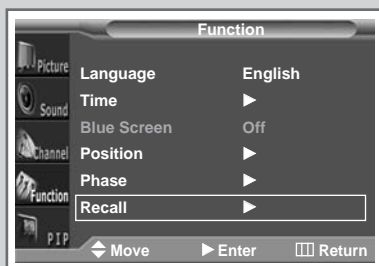 Function
Picture
Sound
Channel
Function
PIP
Language English
Time
Blue Screen Off
Position
Phase
Recall
Move Enter Return